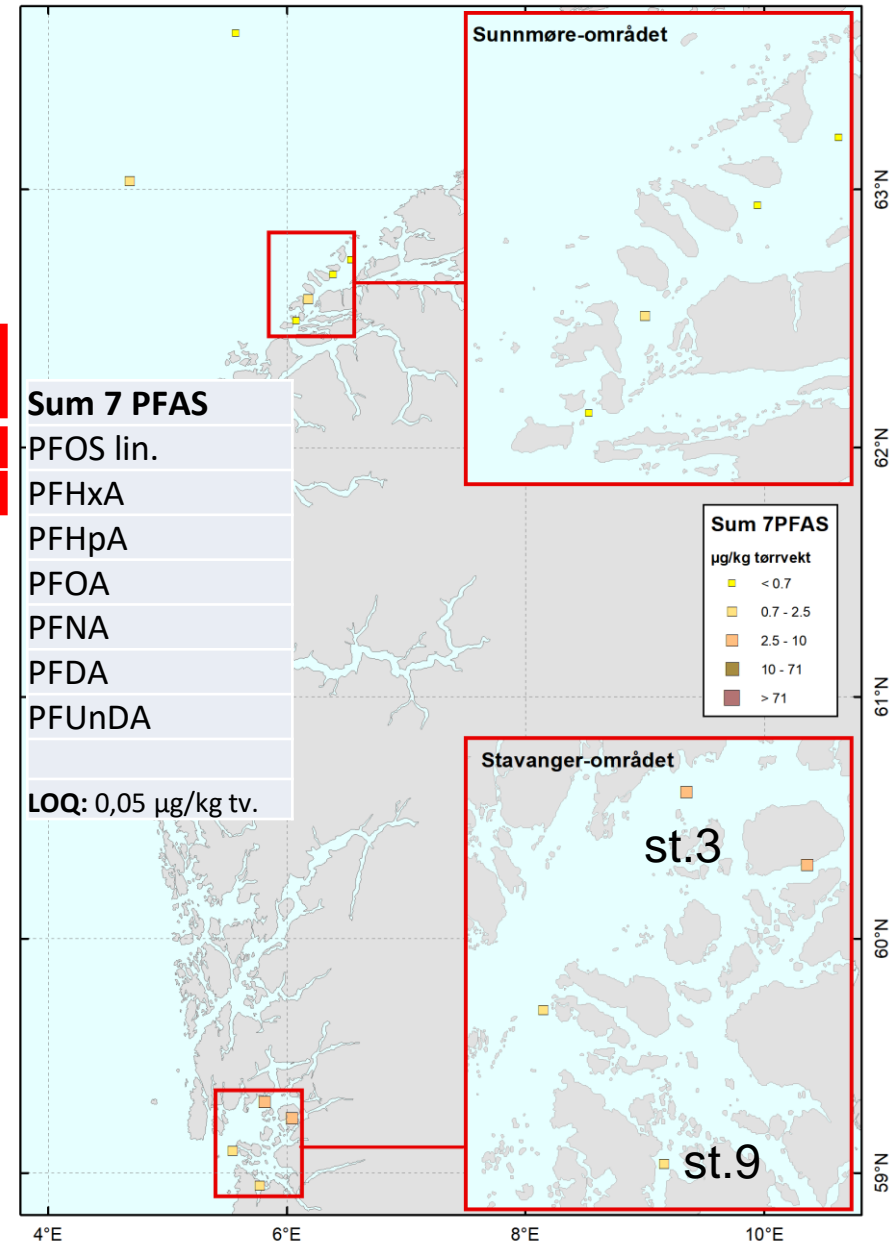 Sunnmøre-området
63°N
62°N
Sum 7 PFAS
PFOS lin.
PFHxA
PFHpA
PFOA
PFNA
PFDA
PFUnDA
LOQ: 0,05 µg/kg tv.
Sum 7PFAS
µg/kg tørrvekt
< 0.7
0.7 - 2.5
2.5 - 10
10 - 71
> 71
61°N
Stavanger-området
st.3
st.9
60°N
59°N
4°E
6°E
8°E
10°E